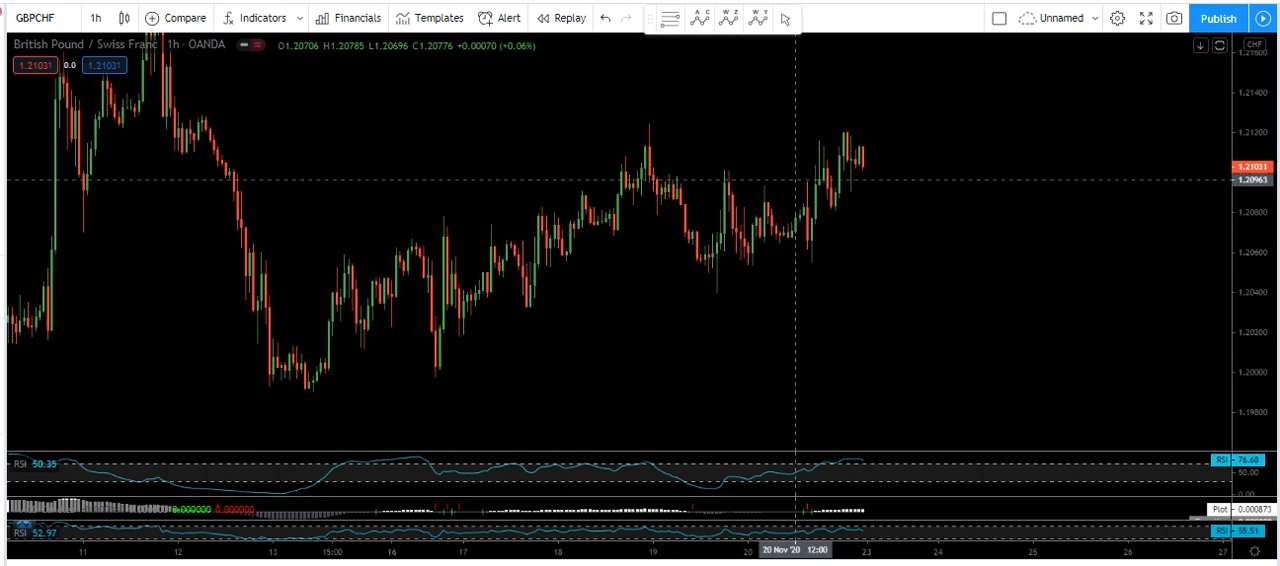 GBPCHF 1h Compare Indicators Financials Templates Alert Replay Unnamed Publish
A C W Z W Y
British Pound / Swiss Franc · 1h · OANDA O1.20706 H1.20785 L1.20696 C1.20776 +0.00070 (+0.06%)
CHF
1.21031 0.0 1.21031
1.21600
1.21400
1.21200
1.21031
1.20963
1.20800
1.20600
1.20400
1.20200
1.20000
1.19800
RSI 50.35 RSI 76.68
50.00
0.00
0.000000 0.000000 Plot 0.000873
RSI 52.97 RSI 55.51
11 12 13 15:00 16 17 18 19 20 20 Nov '20 12:00 23 24 25 26 27